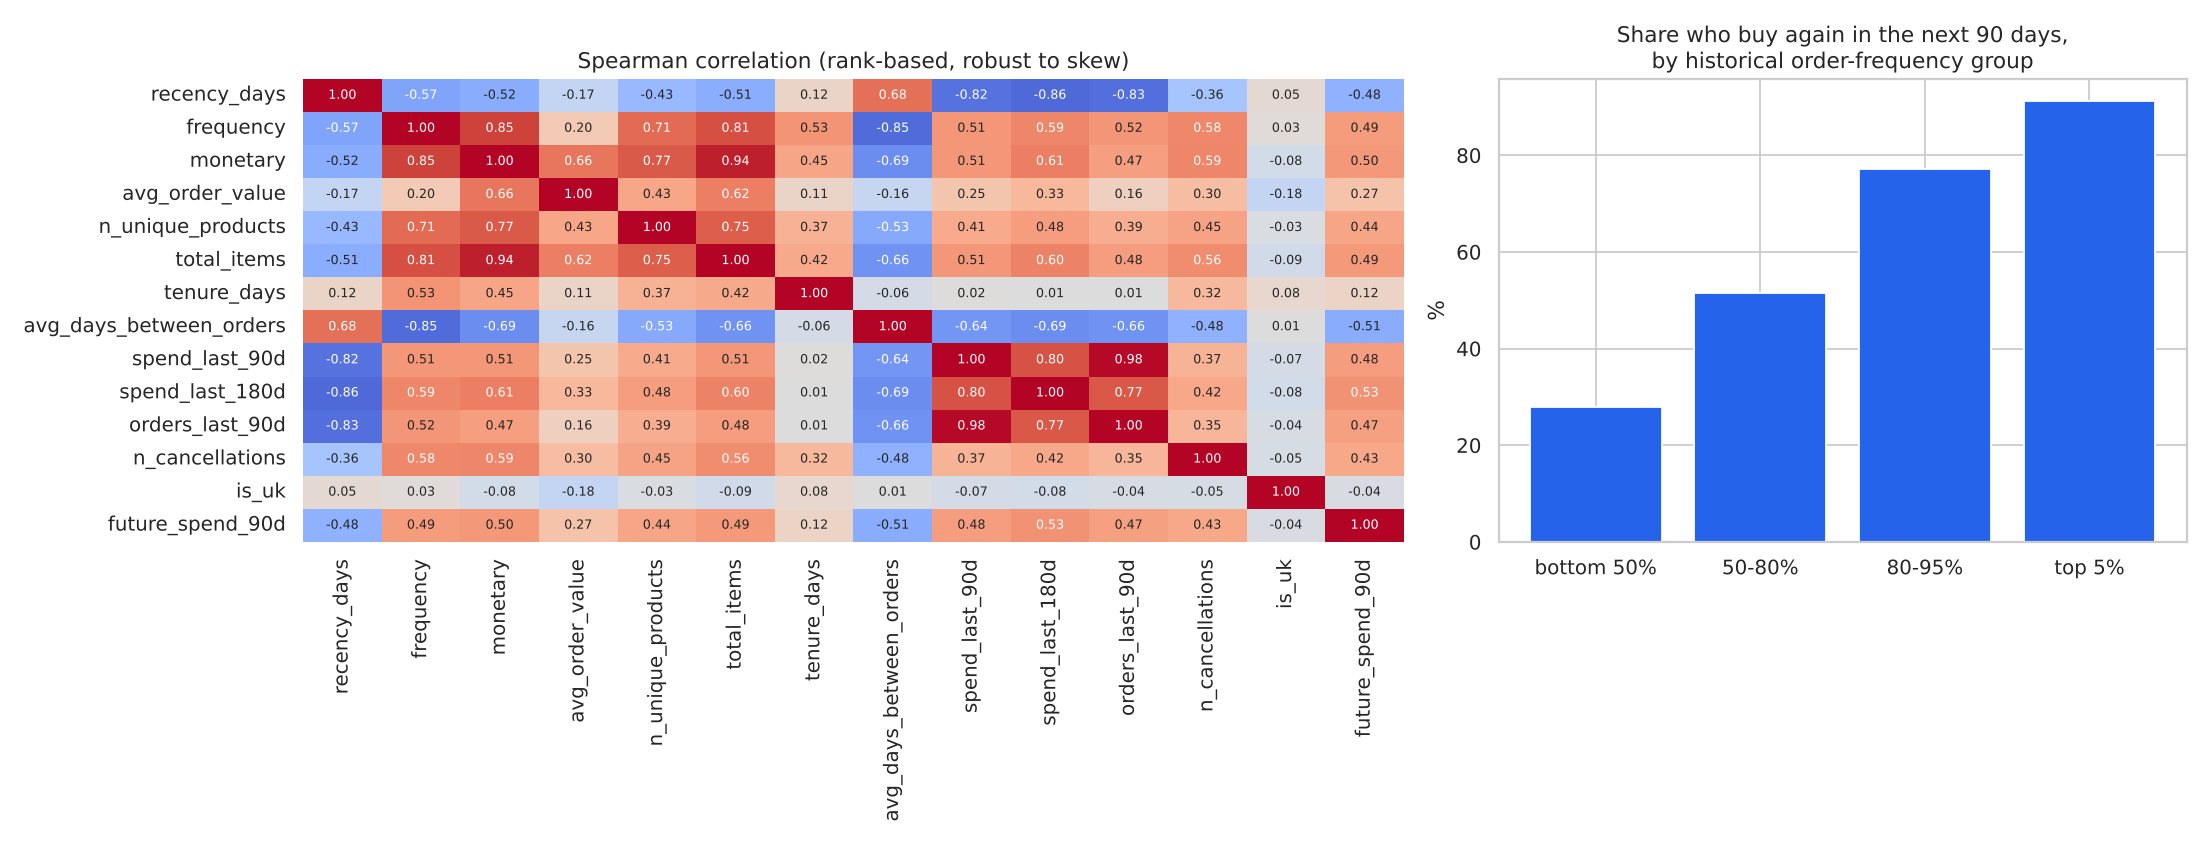 Spearman correlation (rank-based, robust to skew)
recency_days 1.00 -0.57 -0.52 -0.17 -0.43 -0.51 0.12 0.68 -0.82 -0.86 -0.83 -0.36 0.05 -0.48
frequency -0.57 1.00 0.85 0.20 0.71 0.81 0.53 -0.85 0.51 0.59 0.52 0.58 0.03 0.49
monetary -0.52 0.85 1.00 0.66 0.77 0.94 0.45 -0.69 0.51 0.61 0.47 0.59 -0.08 0.50
avg_order_value -0.17 0.20 0.66 1.00 0.43 0.62 0.11 -0.16 0.25 0.33 0.16 0.30 -0.18 0.27
n_unique_products -0.43 0.71 0.77 0.43 1.00 0.75 0.37 -0.53 0.41 0.48 0.39 0.45 -0.03 0.44
total_items -0.51 0.81 0.94 0.62 0.75 1.00 0.42 -0.66 0.51 0.60 0.48 0.56 -0.09 0.49
tenure_days 0.12 0.53 0.45 0.11 0.37 0.42 1.00 -0.06 0.02 0.01 0.01 0.32 0.08 0.12
avg_days_between_orders 0.68 -0.85 -0.69 -0.16 -0.53 -0.66 -0.06 1.00 -0.64 -0.69 -0.66 -0.48 0.01 -0.51
spend_last_90d -0.82 0.51 0.51 0.25 0.41 0.51 0.02 -0.64 1.00 0.80 0.98 0.37 -0.07 0.48
spend_last_180d -0.86 0.59 0.61 0.33 0.48 0.60 0.01 -0.69 0.80 1.00 0.77 0.42 -0.08 0.53
orders_last_90d -0.83 0.52 0.47 0.16 0.39 0.48 0.01 -0.66 0.98 0.77 1.00 0.35 -0.04 0.47
n_cancellations -0.36 0.58 0.59 0.30 0.45 0.56 0.32 -0.48 0.37 0.42 0.35 1.00 -0.05 0.43
is_uk 0.05 0.03 -0.08 -0.18 -0.03 -0.09 0.08 0.01 -0.07 -0.08 -0.04 -0.05 1.00 -0.04
future_spend_90d -0.48 0.49 0.50 0.27 0.44 0.49 0.12 -0.51 0.48 0.53 0.47 0.43 -0.04 1.00
recency_days
frequency
monetary
avg_order_value
n_unique_products
total_items
tenure_days
avg_days_between_orders
spend_last_90d
spend_last_180d
orders_last_90d
n_cancellations
is_uk
future_spend_90d
Share who buy again in the next 90 days,
by historical order-frequency group
%
80
60
40
20
0
bottom 50% 50-80% 80-95% top 5%